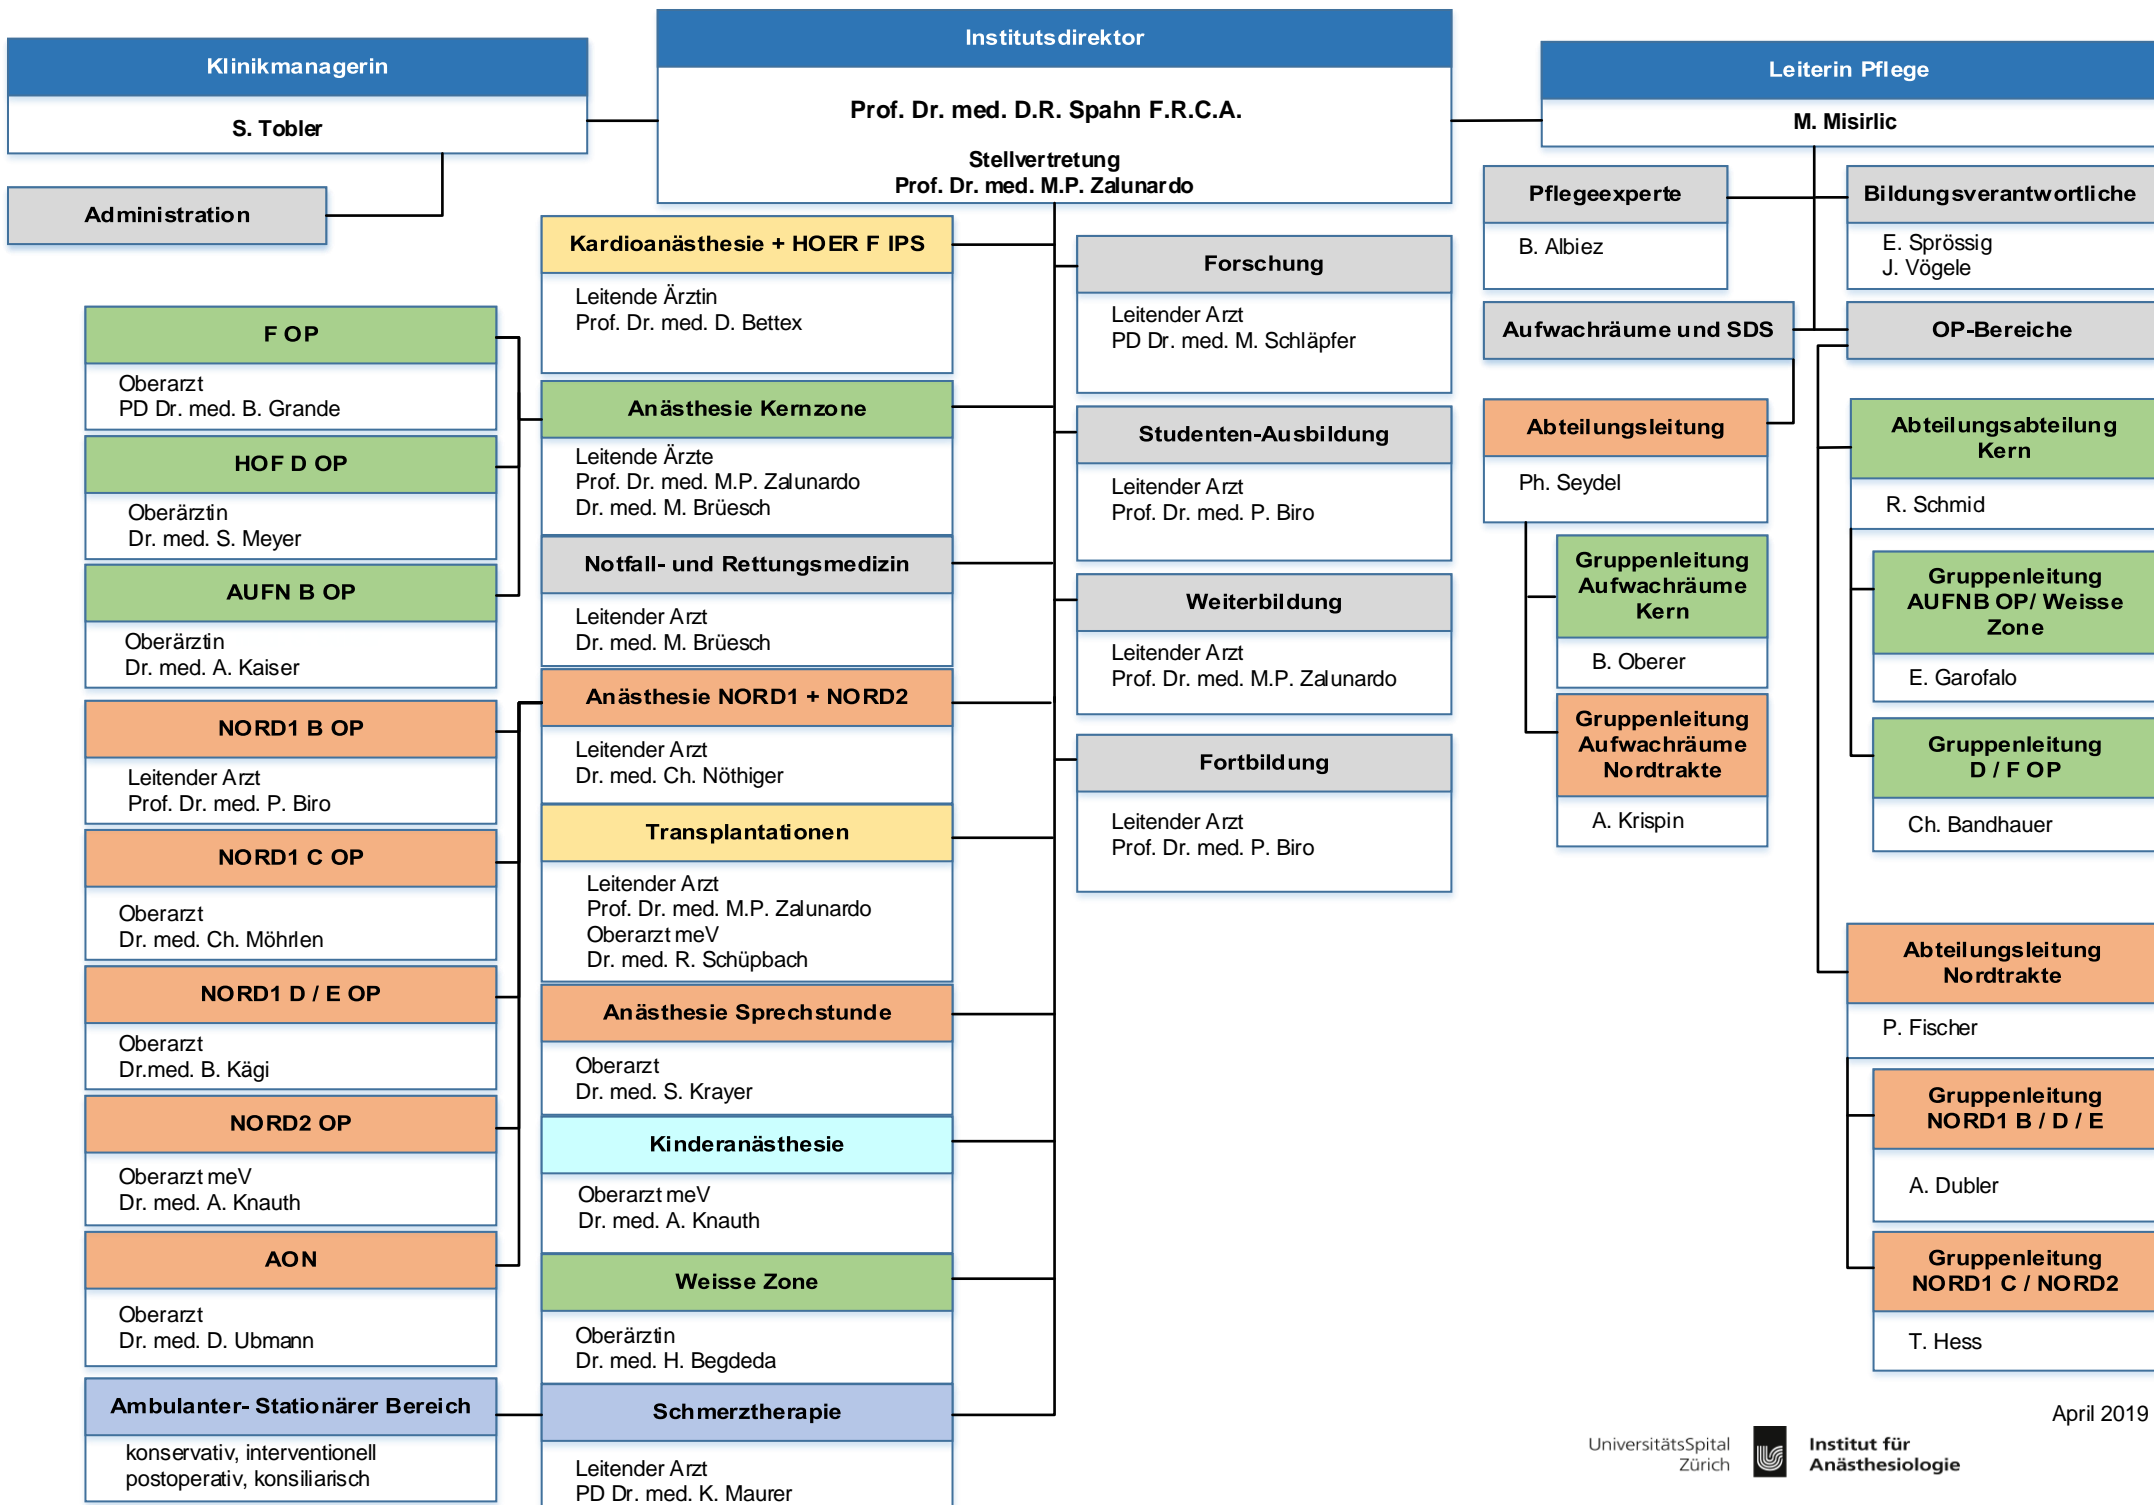 Klinikmanagerin
S. Tobler
Administration
Institutsdirektor
Prof. Dr. med. D.R. Spahn F.R.C.A.
Stellvertretung
Prof. Dr. med. M.P. Zalunardo
Leiterin Pflege
M. Misirlic
F OP
Oberarzt
PD Dr. med. B. Grande
HOF D OP
Oberärztin
Dr. med. S. Meyer
AUFN B OP
Oberärztin
Dr. med. A. Kaiser
NORD1 B OP
Leitender Arzt
Prof. Dr. med. P. Biro
NORD1 C OP
Oberarzt
Dr. med. Ch. Möhrlen
NORD1 D / E OP
Oberarzt
Dr.med. B. Kägi
NORD2 OP
Oberarzt meV
Dr. med. A. Knauth
AON
Oberarzt
Dr. med. D. Ubmann
Ambulanter- Stationärer Bereich
konservativ, interventionell
postoperativ, konsiliarisch
Kardioanästhesie + HOER F IPS
Leitende Ärztin
Prof. Dr. med. D. Bettex
Anästhesie Kernzone
Leitende Ärzte
Prof. Dr. med. M.P. Zalunardo
Dr. med. M. Brüesch
Notfall- und Rettungsmedizin
Leitender Arzt
Dr. med. M. Brüesch
Anästhesie NORD1 + NORD2
Leitender Arzt
Dr. med. Ch. Nöthiger
Transplantationen
Leitender Arzt
Prof. Dr. med. M.P. Zalunardo
Oberarzt meV
Dr. med. R. Schüpbach
Anästhesie Sprechstunde
Oberarzt
Dr. med. S. Krayer
Kinderanästhesie
Oberarzt meV
Dr. med. A. Knauth
Weisse Zone
Oberärztin
Dr. med. H. Begdeda
Schmerztherapie
Leitender Arzt
PD Dr. med. K. Maurer
Forschung
Leitender Arzt
PD Dr. med. M. Schläpfer
Studenten-Ausbildung
Leitender Arzt
Prof. Dr. med. P. Biro
Weiterbildung
Leitender Arzt
Prof. Dr. med. M.P. Zalunardo
Fortbildung
Leitender Arzt
Prof. Dr. med. P. Biro
Pflegeexperte
B. Albiez
Bildungsverantwortliche
E. Sprössig
J. Vögele
Aufwachräume und SDS
OP-Bereiche
Abteilungsleitung
Ph. Seydel
Gruppenleitung
Aufwachräume
Kern
B. Oberer
Gruppenleitung
Aufwachräume
Nordtrakte
A. Krispin
Abteilungsabteilung
Kern
R. Schmid
Gruppenleitung
AUFNB OP/ Weisse
Zone
E. Garofalo
Gruppenleitung
D / F OP
Ch. Bandhauer
Abteilungsleitung
Nordtrakte
P. Fischer
Gruppenleitung
NORD1 B / D / E
A. Dubler
Gruppenleitung
NORD1 C / NORD2
T. Hess
April 2019
UniversitätsSpital
Zürich
Institut für
Anästhesiologie